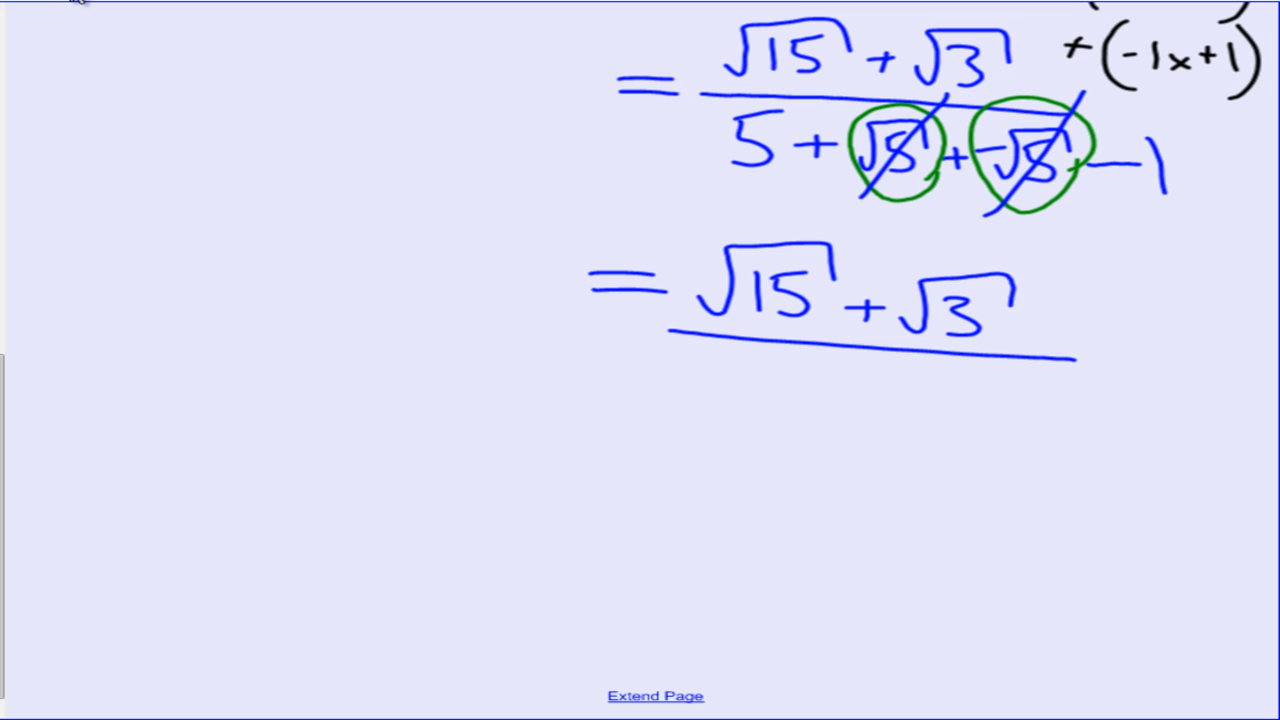 = √15 + √3 + (-1x+1)
5 + √5 + -√5 + -1
= √15 + √3
Extend Page